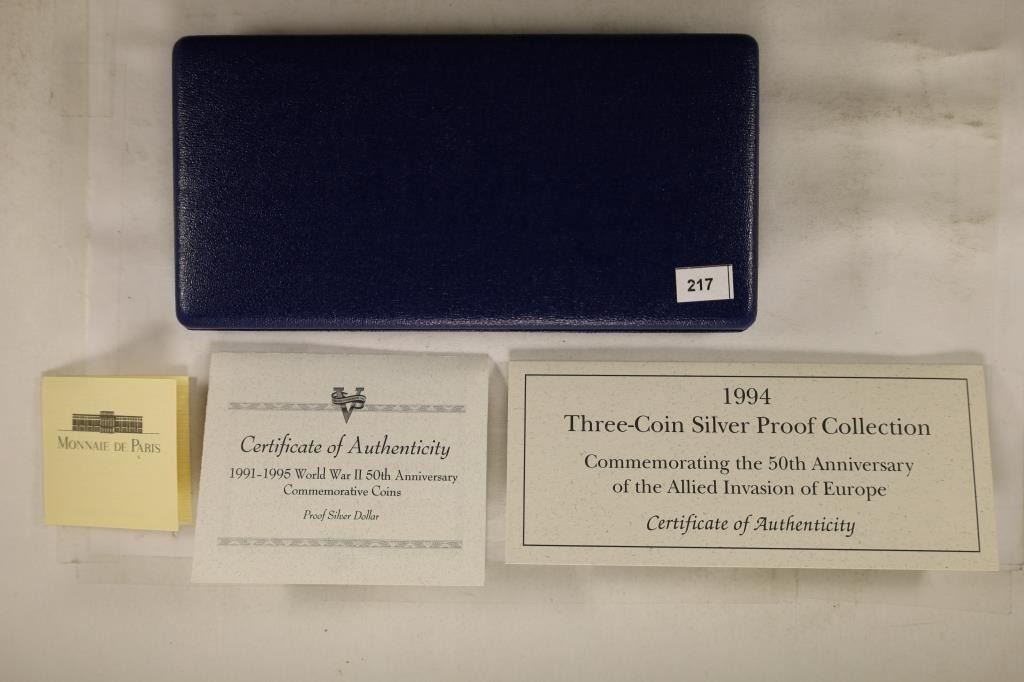 217
MONNAIE DE PARIS
V
Certificate of Authenticity
1991-1995 World War II 50th Anniversary
Commemorative Coins
Proof Silver Dollar
1994
Three-Coin Silver Proof Collection
Commemorating the 50th Anniversary
of the Allied Invasion of Europe
Certificate of Authenticity